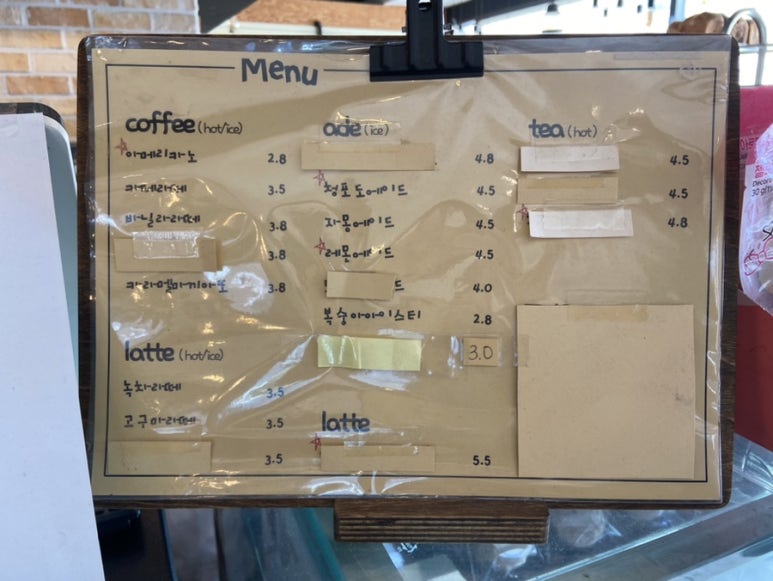 Menu
coffee (hot/ice)
아메리카노 2.8
카페라떼 3.5
바닐라라떼 3.8
3.8
카라멜마끼아또 3.8
latte (hot/ice)
녹차라떼 3.5
고구마라떼 3.5
3.5
ade (ice)
4.8
청포도에이드 4.5
자몽에이드 4.5
레몬에이드 4.5
드 4.0
복숭아아이스티 2.8
3.0
latte
5.5
tea (hot)
4.5
4.5
4.8